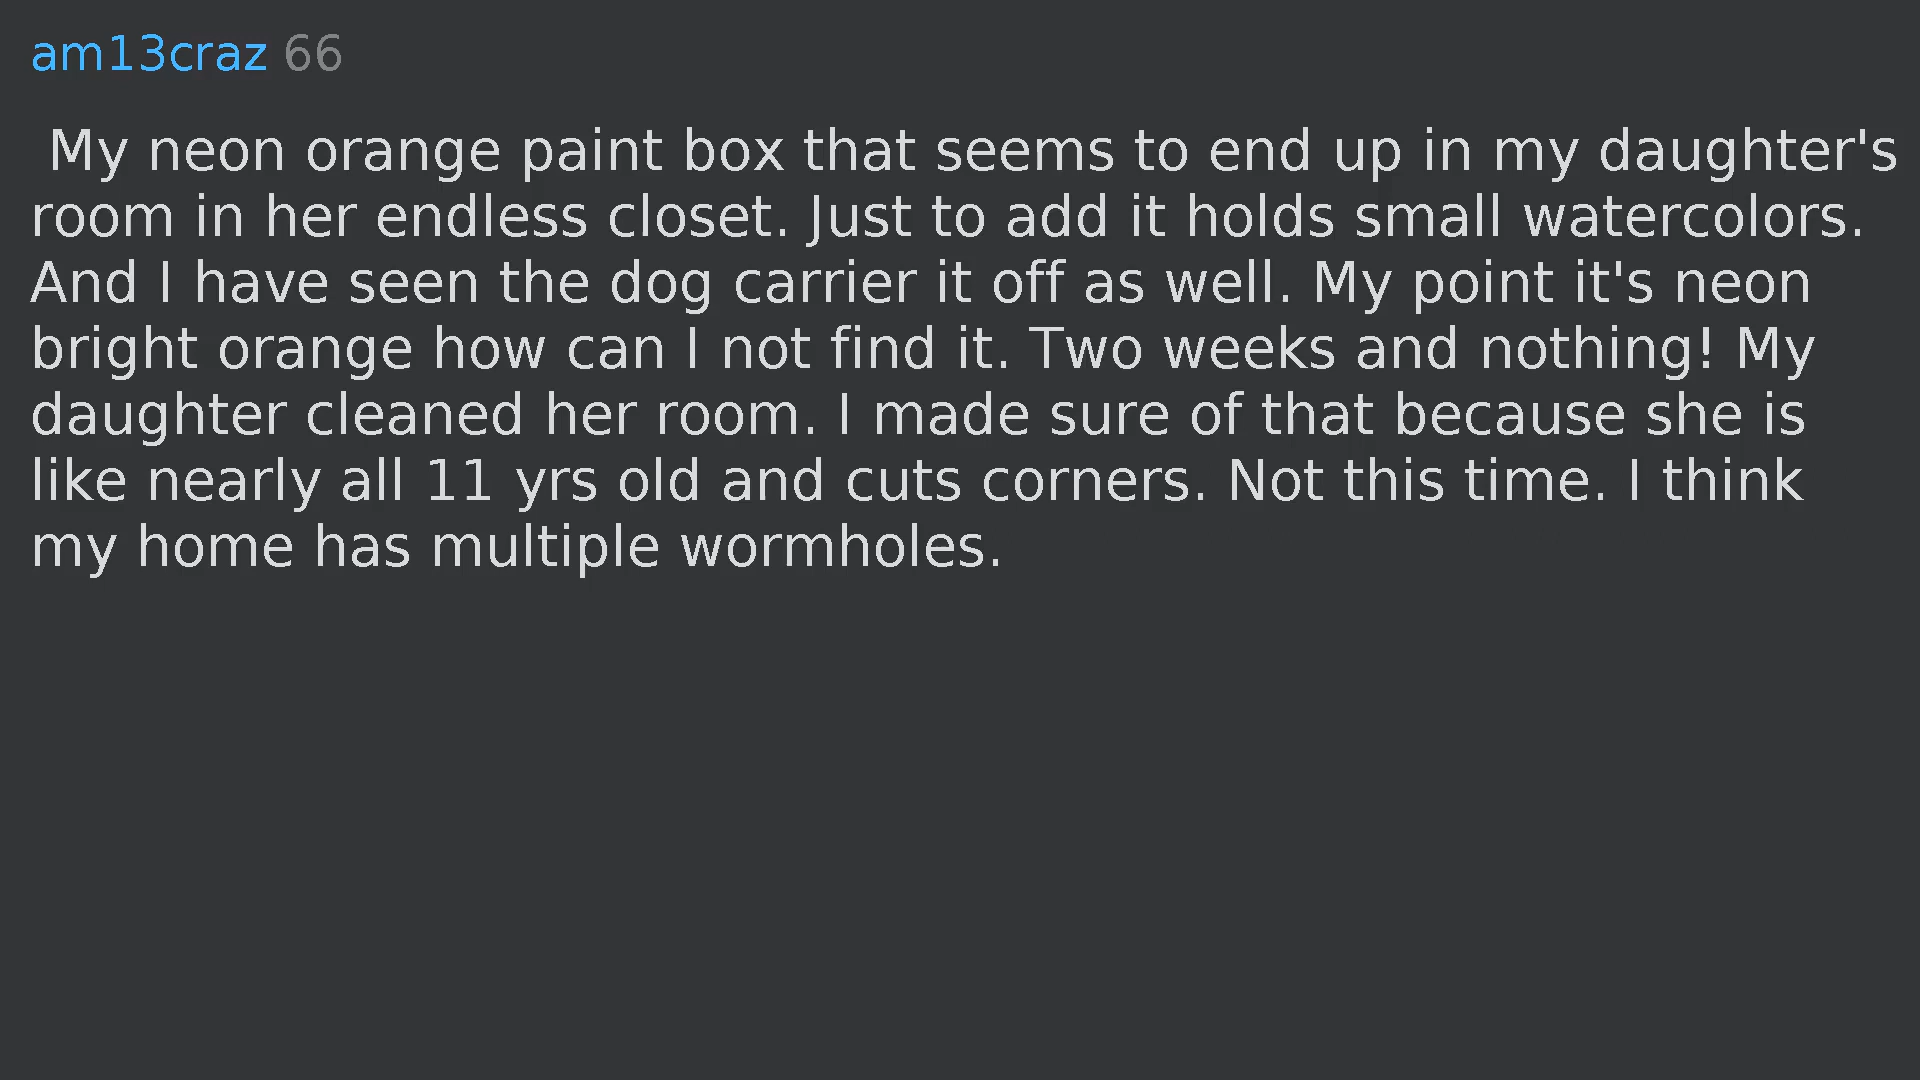 am13craz 66
My neon orange paint box that seems to end up in my daughter's
room in her endless closet. Just to add it holds small watercolors.
And I have seen the dog carrier it off as well. My point it's neon
bright orange how can I not find it. Two weeks and nothing! My
daughter cleaned her room. I made sure of that because she is
like nearly all 11 yrs old and cuts corners. Not this time. I think
my home has multiple wormholes.